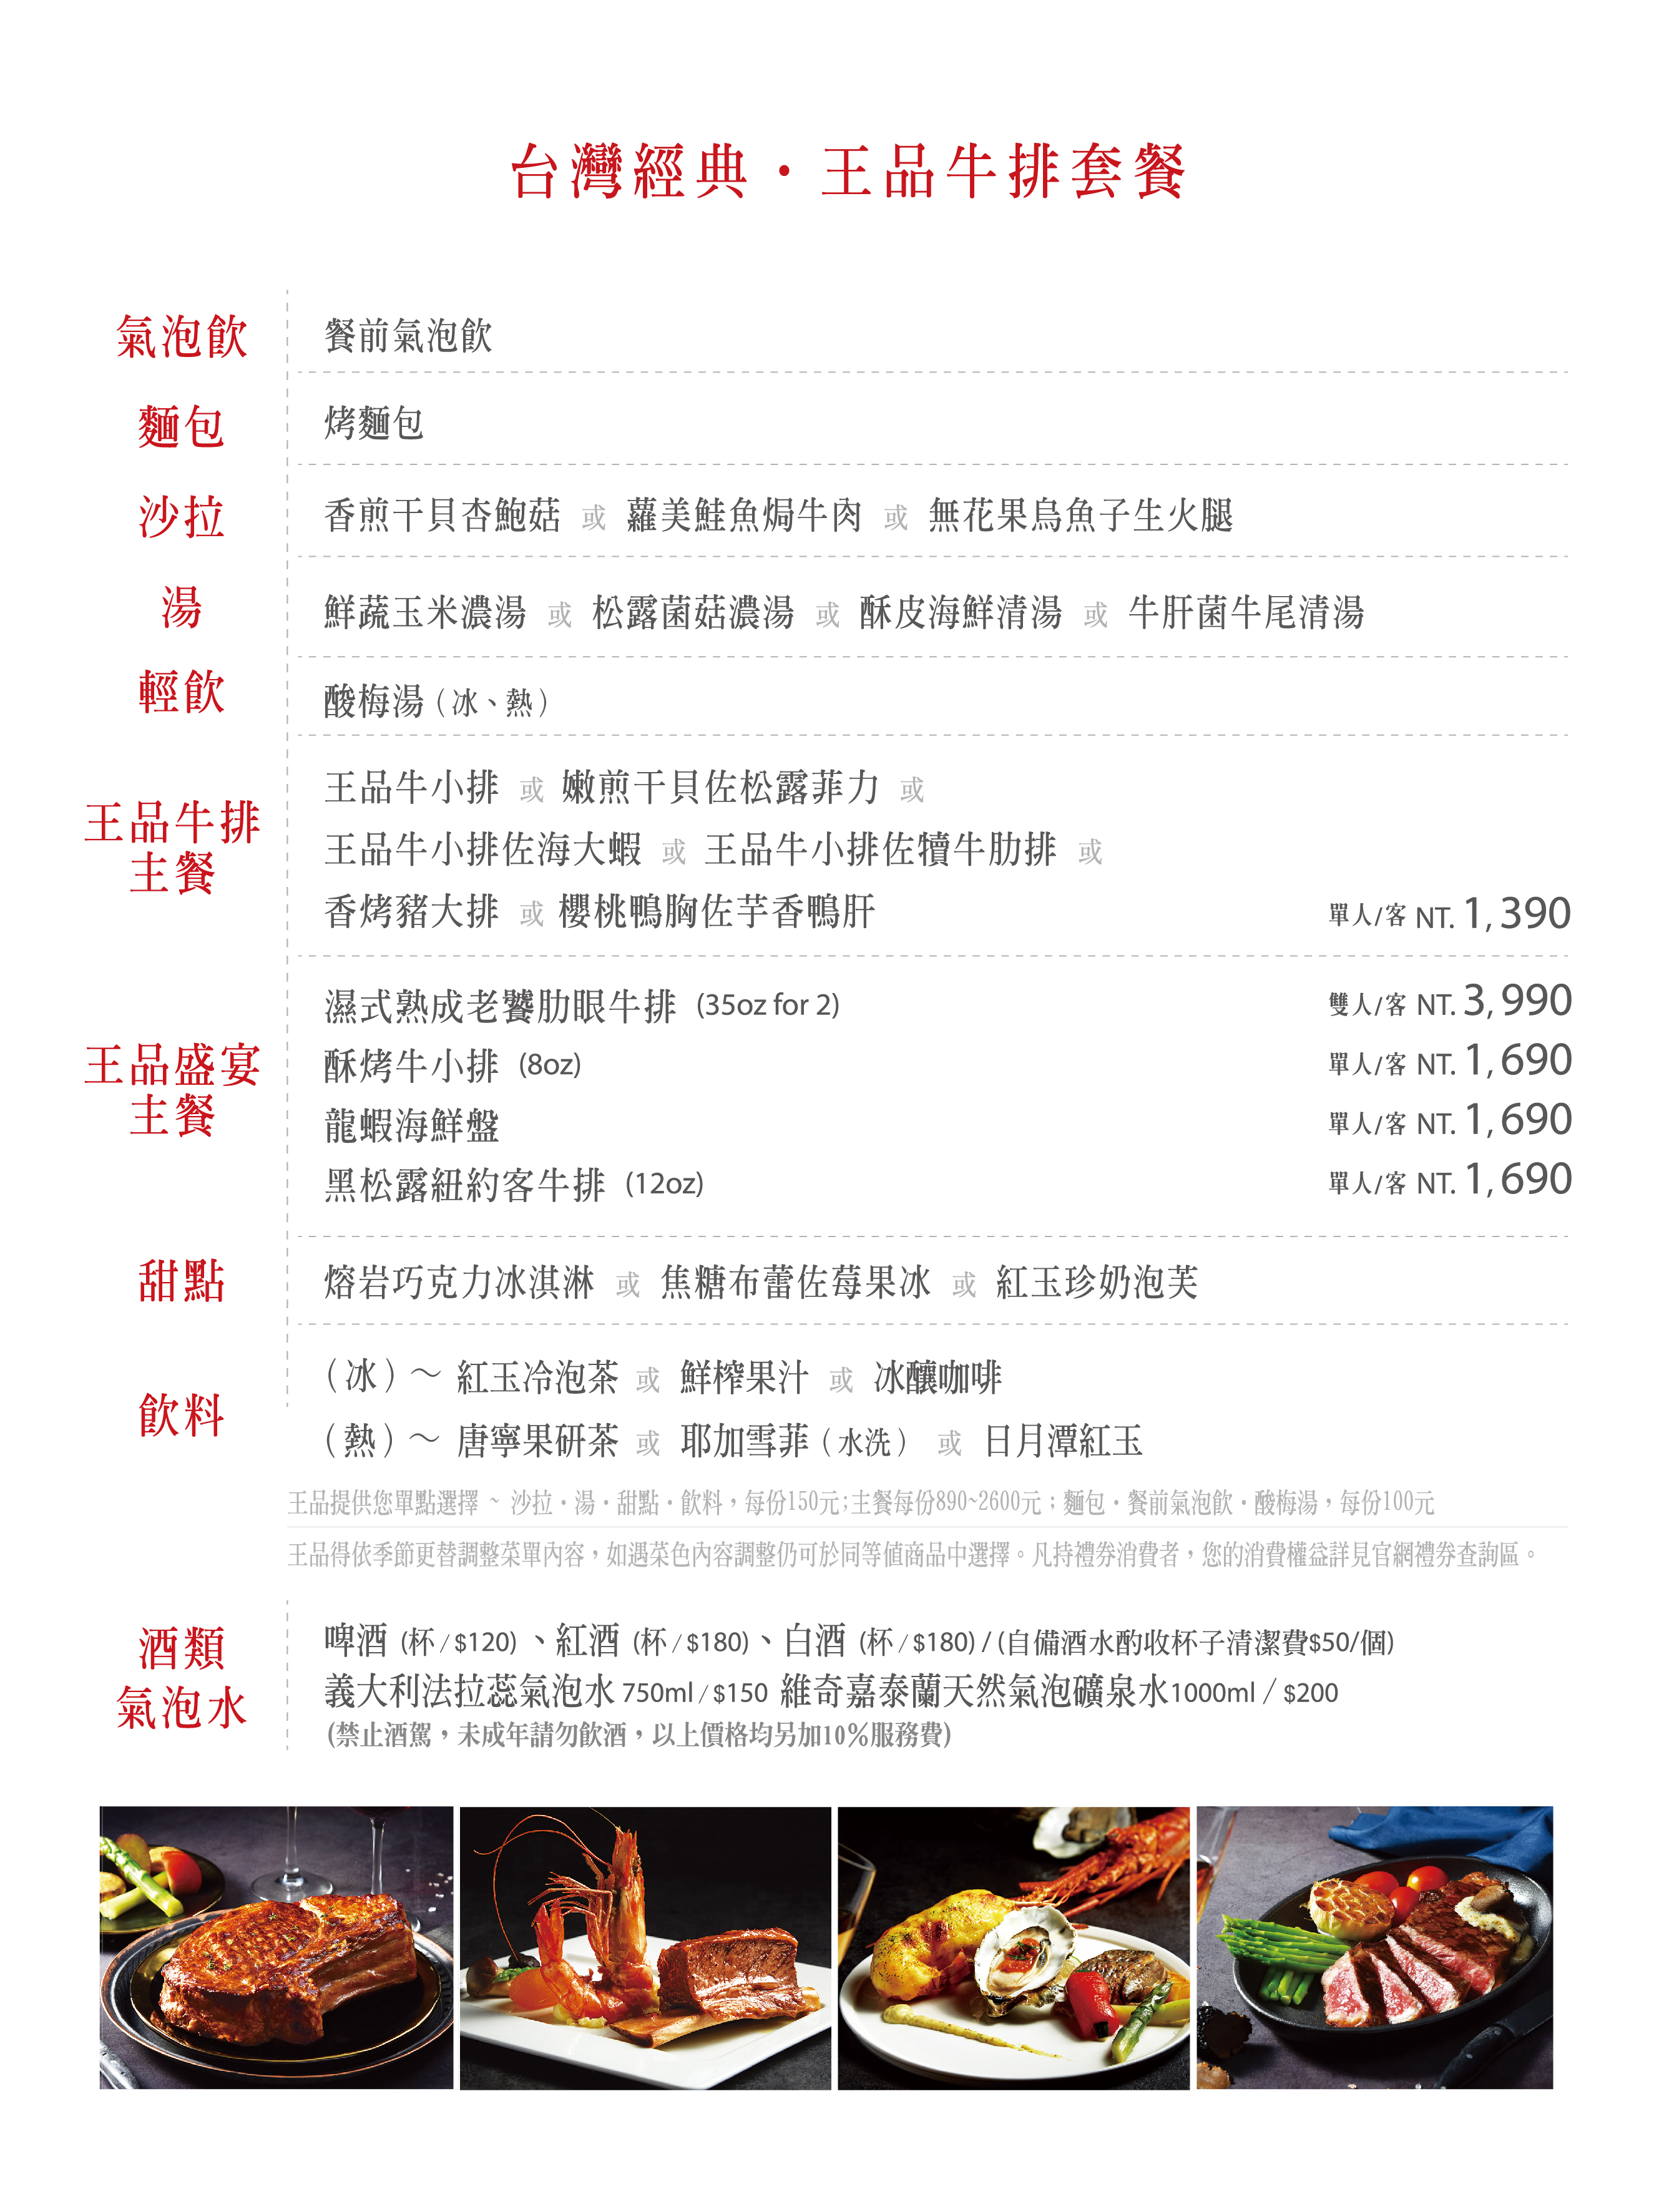 台灣經典・王品牛排套餐
氣泡飲
餐前氣泡飲
麵包
烤麵包
沙拉
香煎干貝杏鮑菇 或 蘿美鮭魚焗牛肉 或 無花果烏魚子生火腿
湯
鮮蔬玉米濃湯 或 松露菌菇濃湯 或 酥皮海鮮清湯 或 牛肝菌牛尾清湯
輕飲
酸梅湯（冰、熱）
王品牛排
主餐
王品牛小排 或 嫩煎干貝佐松露菲力 或
王品牛小排佐海大蝦 或 王品牛小排佐犢牛肋排 或
香烤豬大排 或 櫻桃鴨胸佐芋香鴨肝 單人/客 NT. 1, 390
王品盛宴
主餐
濕式熟成老饕肋眼牛排 (35oz for 2) 雙人/客 NT. 3, 990
酥烤牛小排 (8oz) 單人/客 NT. 1, 690
龍蝦海鮮盤 單人/客 NT. 1, 690
黑松露紐約客牛排 (12oz) 單人/客 NT. 1, 690
甜點
熔岩巧克力冰淇淋 或 焦糖布蕾佐莓果冰 或 紅玉珍奶泡芙
飲料
（冰）～ 紅玉冷泡茶 或 鮮榨果汁 或 冰釀咖啡
（熱）～ 唐寧果研茶 或 耶加雪菲（水洗） 或 日月潭紅玉
王品提供您單點選擇 ~ 沙拉・湯・甜點・飲料，每份150元;主餐每份890~2600元；麵包・餐前氣泡飲・酸梅湯，每份100元
王品得依季節更替調整菜單內容，如遇菜色內容調整仍可於同等值商品中選擇。凡持禮券消費者，您的消費權益詳見官網禮券查詢區。
酒類
氣泡水
啤酒 (杯 / $120) 、紅酒 (杯 / $180)、白酒 (杯 / $180) / (自備酒水酌收杯子清潔費$50/個)
義大利法拉蕊氣泡水 750ml / $150 維奇嘉泰蘭天然氣泡礦泉水1000ml / $200
(禁止酒駕，未成年請勿飲酒，以上價格均另加10%服務費)